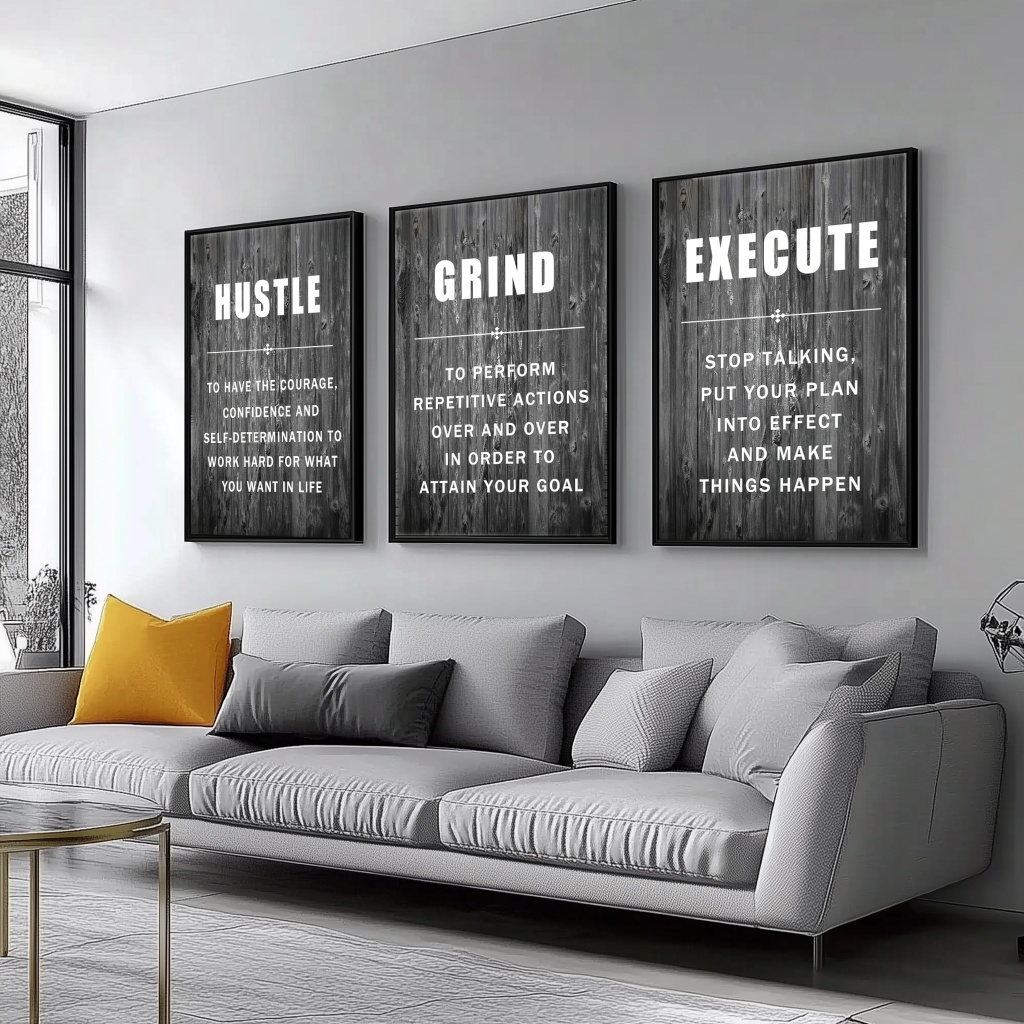 HUSTLE
TO HAVE THE COURAGE,
CONFIDENCE AND
SELF-DETERMINATION TO
WORK HARD FOR WHAT
YOU WANT IN LIFE
GRIND
TO PERFORM
REPETITIVE ACTIONS
OVER AND OVER
IN ORDER TO
ATTAIN YOUR GOAL
EXECUTE
STOP TALKING,
PUT YOUR PLAN
INTO EFFECT
AND MAKE
THINGS HAPPEN